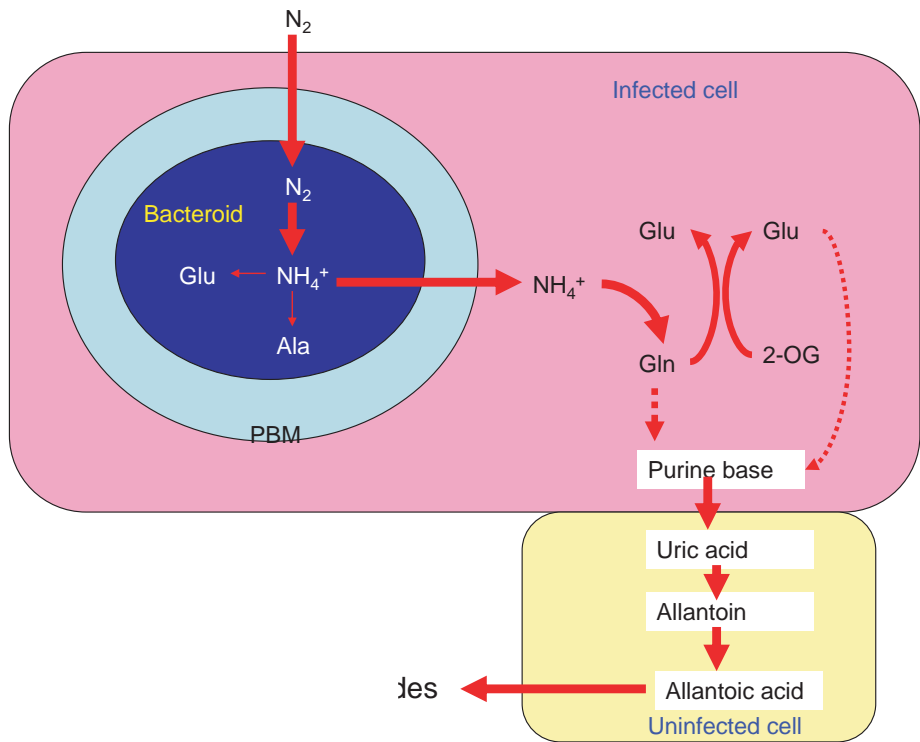 N₂
Infected cell
N₂
Bacteroid
Glu
NH₄⁺
Ala
PBM
NH₄⁺
Glu
Glu
Gln
2-OG
Purine base
Uric acid
Allantoin
Allantoic acid
Uninfected cell